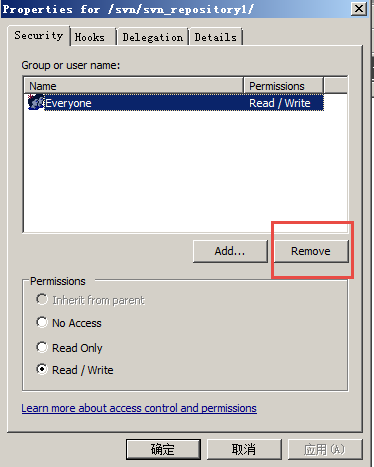 Properties for /svn/svn_repository1/
Security Hooks Delegation Details
Group or user name:
Name Permissions
Everyone Read / Write
Add... Remove
Permissions
Inherit from parent
No Access
Read Only
Read / Write
Learn more about access control and permissions
确定 取消 应用(A)